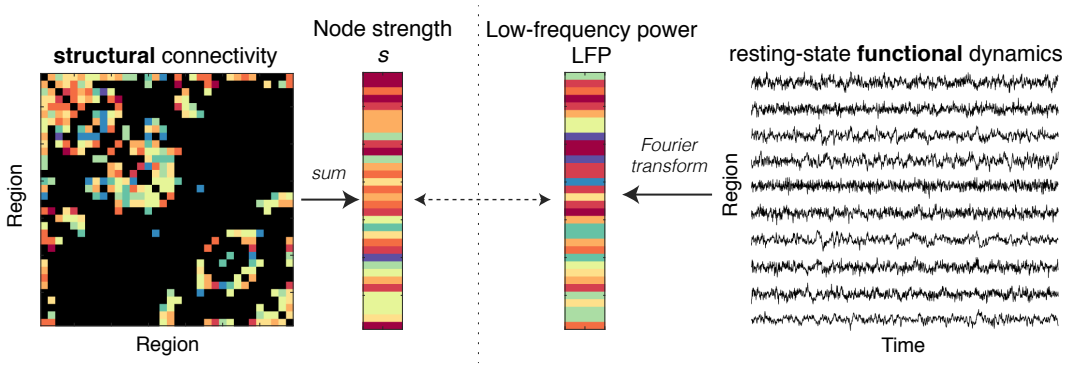 structural connectivity
Region
Region
sum
Node strength
s
Low-frequency power
LFP
Fourier
transform
resting-state functional dynamics
Region
Time